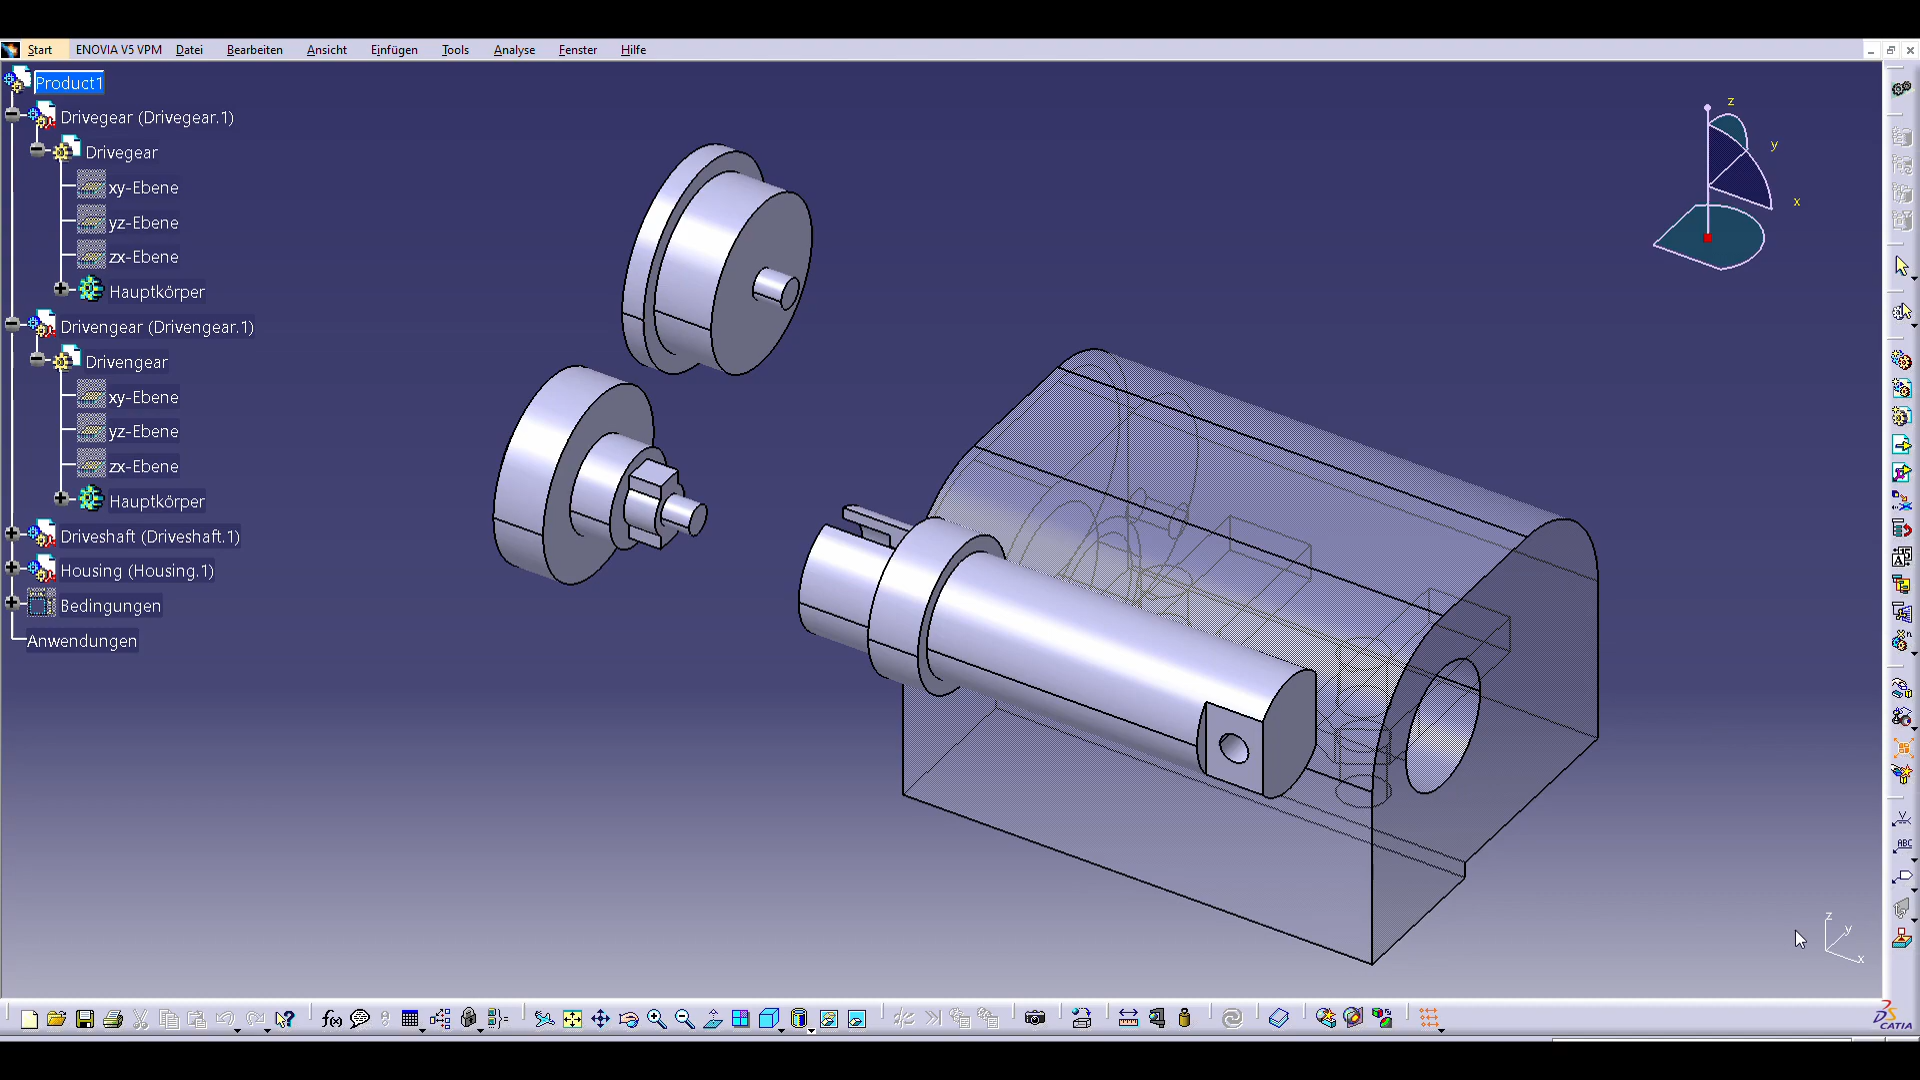 Start ENOVIA V5 VPM Datei Bearbeiten Ansicht Einfügen Tools Analyse Fenster Hilfe
Product1
Drivegear (Drivegear.1)
Drivegear
xy-Ebene
yz-Ebene
zx-Ebene
Hauptkörper
Drivengear (Drivengear.1)
Drivengear
xy-Ebene
yz-Ebene
zx-Ebene
Hauptkörper
Driveshaft (Driveshaft.1)
Housing (Housing.1)
Bedingungen
Anwendungen
z
y
x
ABC
z
y
x
f(x)
CATIA